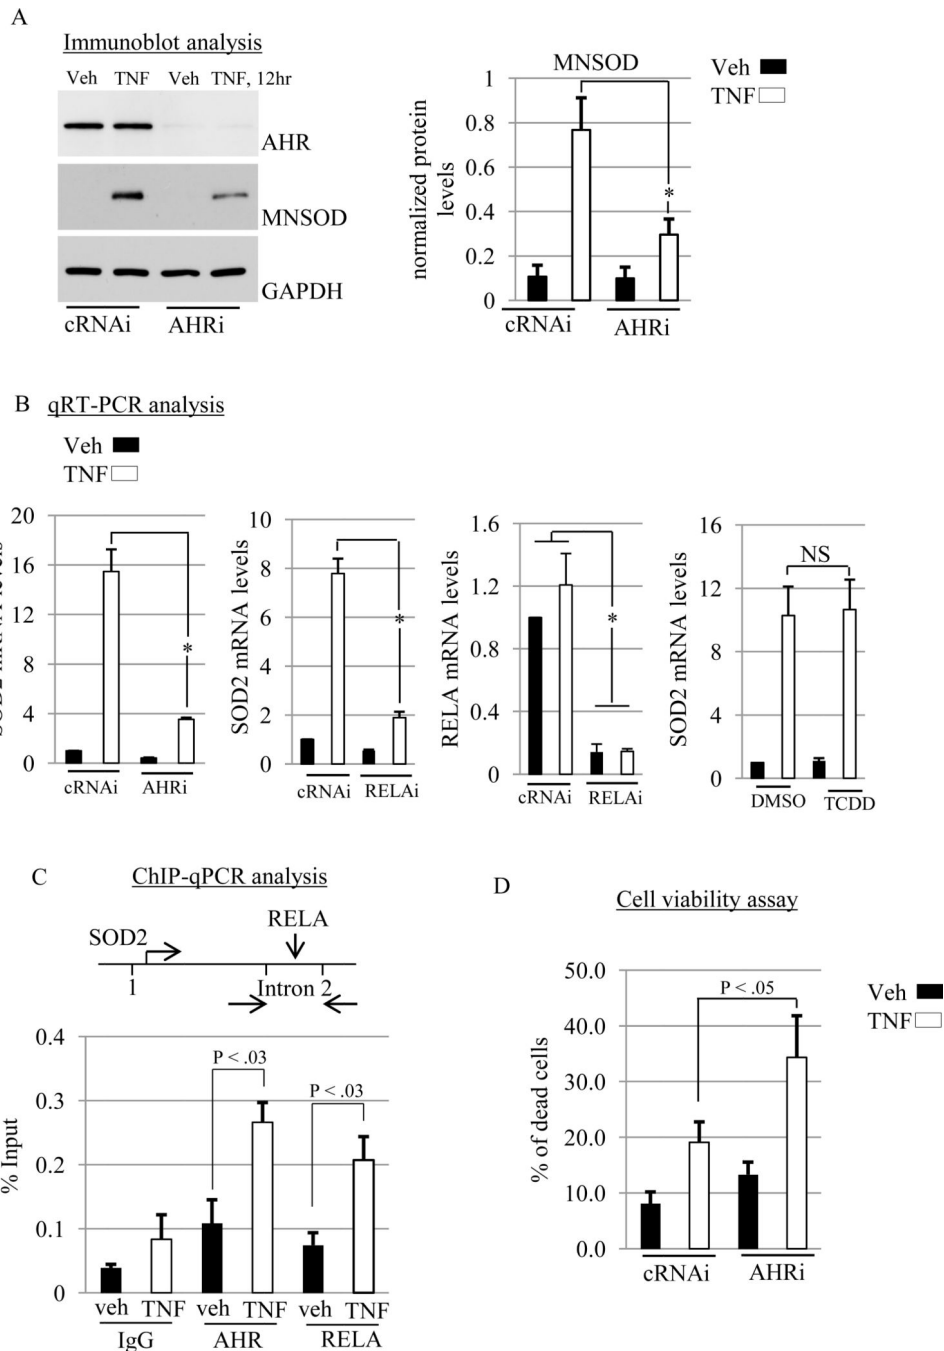 A
Immunoblot analysis
Veh TNF Veh TNF, 12hr
AHR
MNSOD
GAPDH
cRNAi AHRi
MNSOD
Veh
TNF
normalized protein
levels
1
0.8
0.6
0.4
0.2
0
*
cRNAi AHRi
B qRT-PCR analysis
Veh
TNF
20
16
12
8
4
0
*
cRNAi AHRi
SOD2 mRNA levels
10
8
6
4
2
0
*
cRNAi RELAi
RELA mRNA levels
1.6
1.2
0.8
0.4
0
*
cRNAi RELAi
SOD2 mRNA levels
16
12
8
4
0
NS
DMSO TCDD
C ChIP-qPCR analysis
RELA
SOD2
1 Intron 2
% Input
0.4
0.3
0.2
0.1
0
P < .03
P < .03
veh TNF veh TNF veh TNF
IgG AHR RELA
D
Cell viability assay
Veh
TNF
% of dead cells
50.0
40.0
30.0
20.0
10.0
0.0
P < .05
cRNAi AHRi